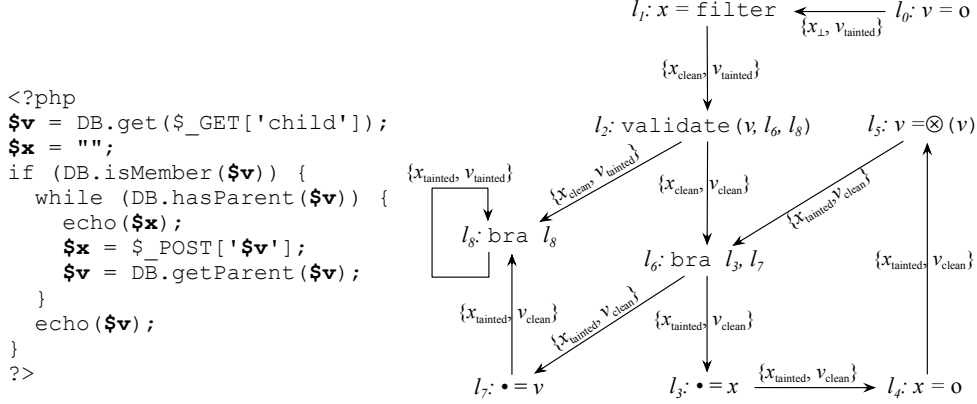 <?php
$v = DB.get($_GET['child']);
$x = "";
if (DB.isMember($v)) {
while (DB.hasParent($v)) {
echo($x);
$x = $_POST['$v'];
$v = DB.getParent($v);
}
echo($v);
}
?>
l1: x = filter
l0: v = o
{x⊥, vtainted}
{xclean, vtainted}
l2: validate(v, l6, l8)
l5: v =⊗(v)
{xtainted, vtainted}
{xclean, vtainted}
{xclean, vclean}
{xtainted, vclean}
l8: bra l8
l6: bra l3, l7
{xtainted, vclean}
{xtainted, vclean}
{xtainted, vclean}
{xtainted, vclean}
l7: • = v
l3: • = x
{xtainted, vclean}
l4: x = o